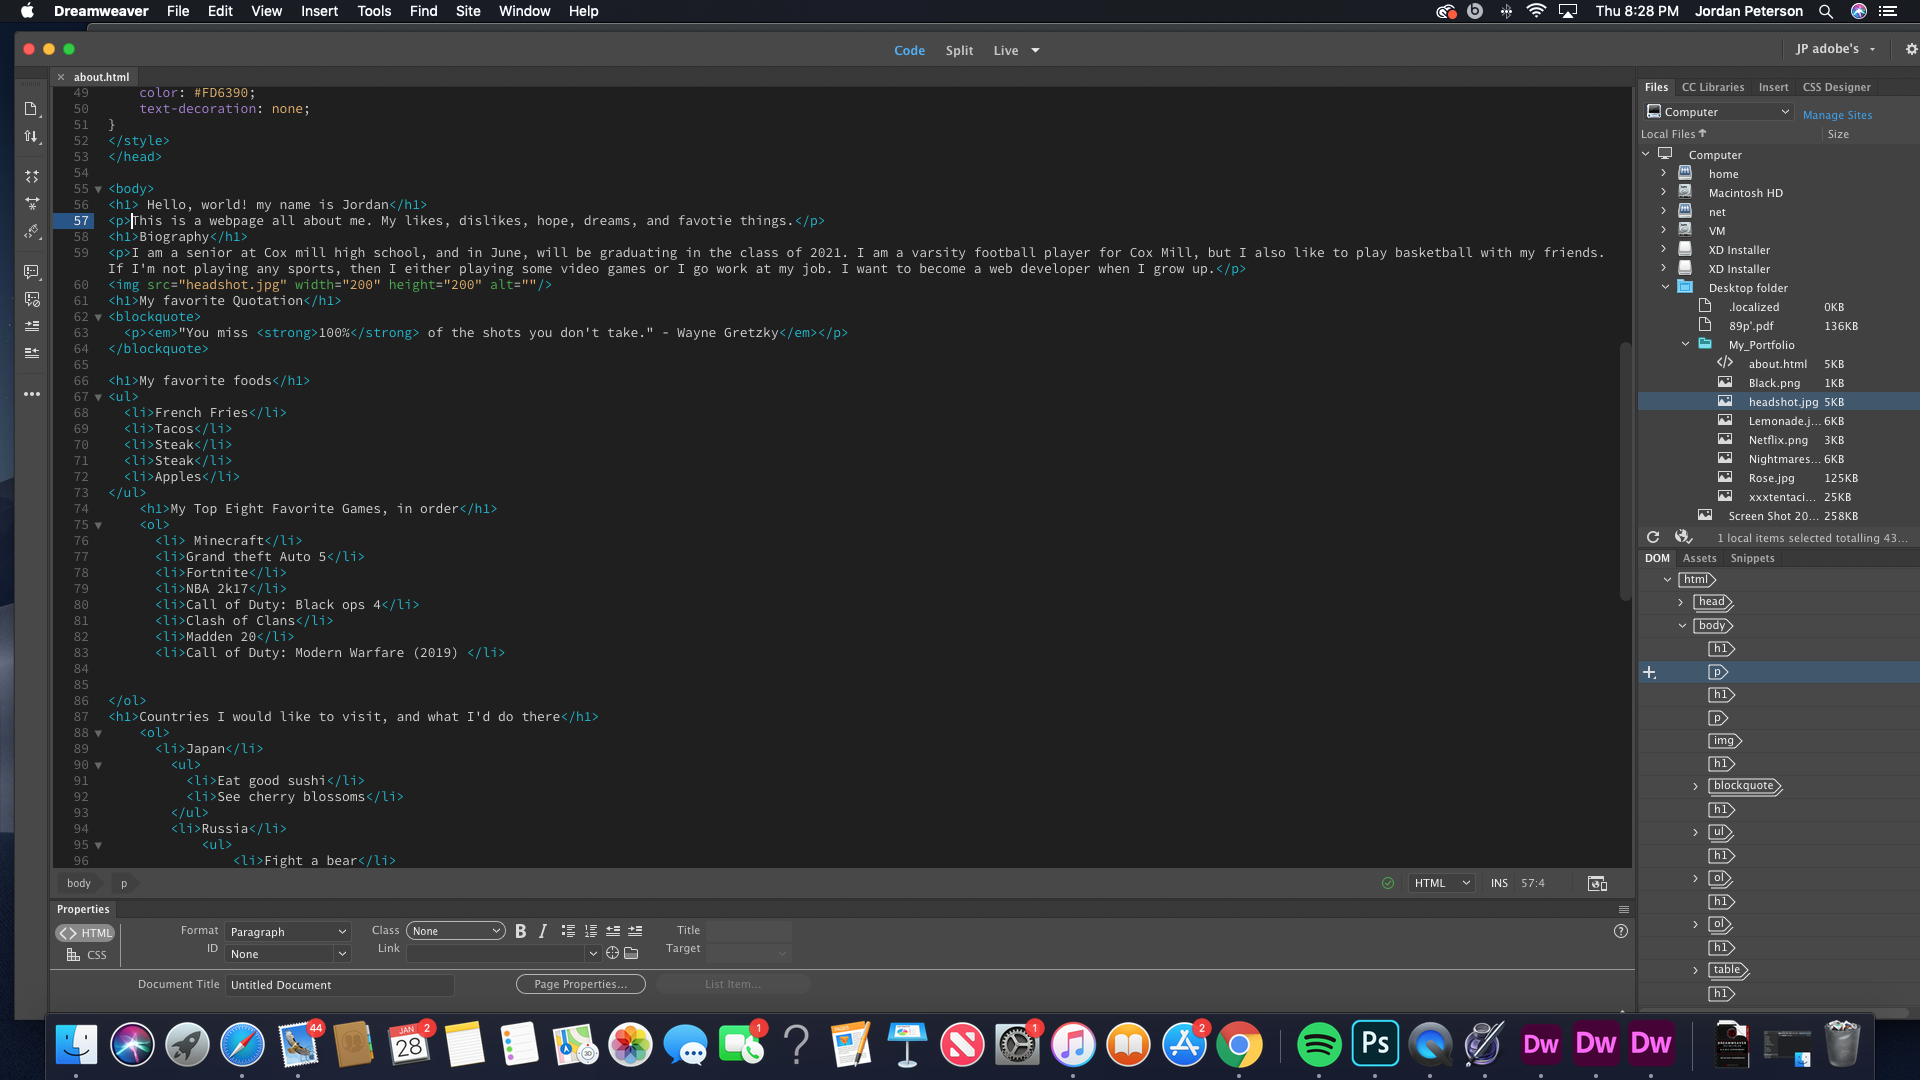 Dreamweaver File Edit View Insert Tools Find Site Window Help Thu 8:28 PM Jordan Peterson
Code Split Live JP adobe's
× about.html
49 color: #FD6390;
50 text-decoration: none;
51 }
52 </style>
53 </head>
54
55 <body>
56 <h1> Hello, world! my name is Jordan</h1>
57 <p>This is a webpage all about me. My likes, dislikes, hope, dreams, and favotie things.</p>
58 <h1>Biography</h1>
59 <p>I am a senior at Cox mill high school, and in June, will be graduating in the class of 2021. I am a varsity football player for Cox Mill, but I also like to play basketball with my friends.
If I'm not playing any sports, then I either playing some video games or I go work at my job. I want to become a web developer when I grow up.</p>
60 <img src="headshot.jpg" width="200" height="200" alt=""/>
61 <h1>My favorite Quotation</h1>
62 <blockquote>
63 <p><em>"You miss <strong>100%</strong> of the shots you don't take." - Wayne Gretzky</em></p>
64 </blockquote>
65
66 <h1>My favorite foods</h1>
67 <ul>
68 <li>French Fries</li>
69 <li>Tacos</li>
70 <li>Steak</li>
71 <li>Steak</li>
72 <li>Apples</li>
73 </ul>
74 <h1>My Top Eight Favorite Games, in order</h1>
75 <ol>
76 <li> Minecraft</li>
77 <li>Grand theft Auto 5</li>
78 <li>Fortnite</li>
79 <li>NBA 2k17</li>
80 <li>Call of Duty: Black ops 4</li>
81 <li>Clash of Clans</li>
82 <li>Madden 20</li>
83 <li>Call of Duty: Modern Warfare (2019) </li>
84
85
86 </ol>
87 <h1>Countries I would like to visit, and what I'd do there</h1>
88 <ol>
89 <li>Japan</li>
90 <ul>
91 <li>Eat good sushi</li>
92 <li>See cherry blossoms</li>
93 </ul>
94 <li>Russia</li>
95 <ul>
96 <li>Fight a bear</li>
body p HTML INS 57:4
Properties
HTML Format Paragraph Class None B I Title
CSS ID None Link Target
Document Title Untitled Document Page Properties... List Item...
Files CC Libraries Insert CSS Designer
Computer Manage Sites
Local Files Size
Computer
home
Macintosh HD
net
VM
XD Installer
XD Installer
Desktop folder
.localized 0KB
89p'.pdf 136KB
My_Portfolio
about.html 5KB
Black.png 1KB
headshot.jpg 5KB
Lemonade.j... 6KB
Netflix.png 3KB
Nightmares... 6KB
Rose.jpg 125KB
xxxtentaci... 25KB
Screen Shot 20... 258KB
1 local items selected totalling 43...
DOM Assets Snippets
html
head
body
h1
p
h1
p
img
h1
blockquote
h1
ul
h1
ol
h1
ol
h1
table
h1
44 JAN 28 2 1 1 2 Ps Dw Dw Dw